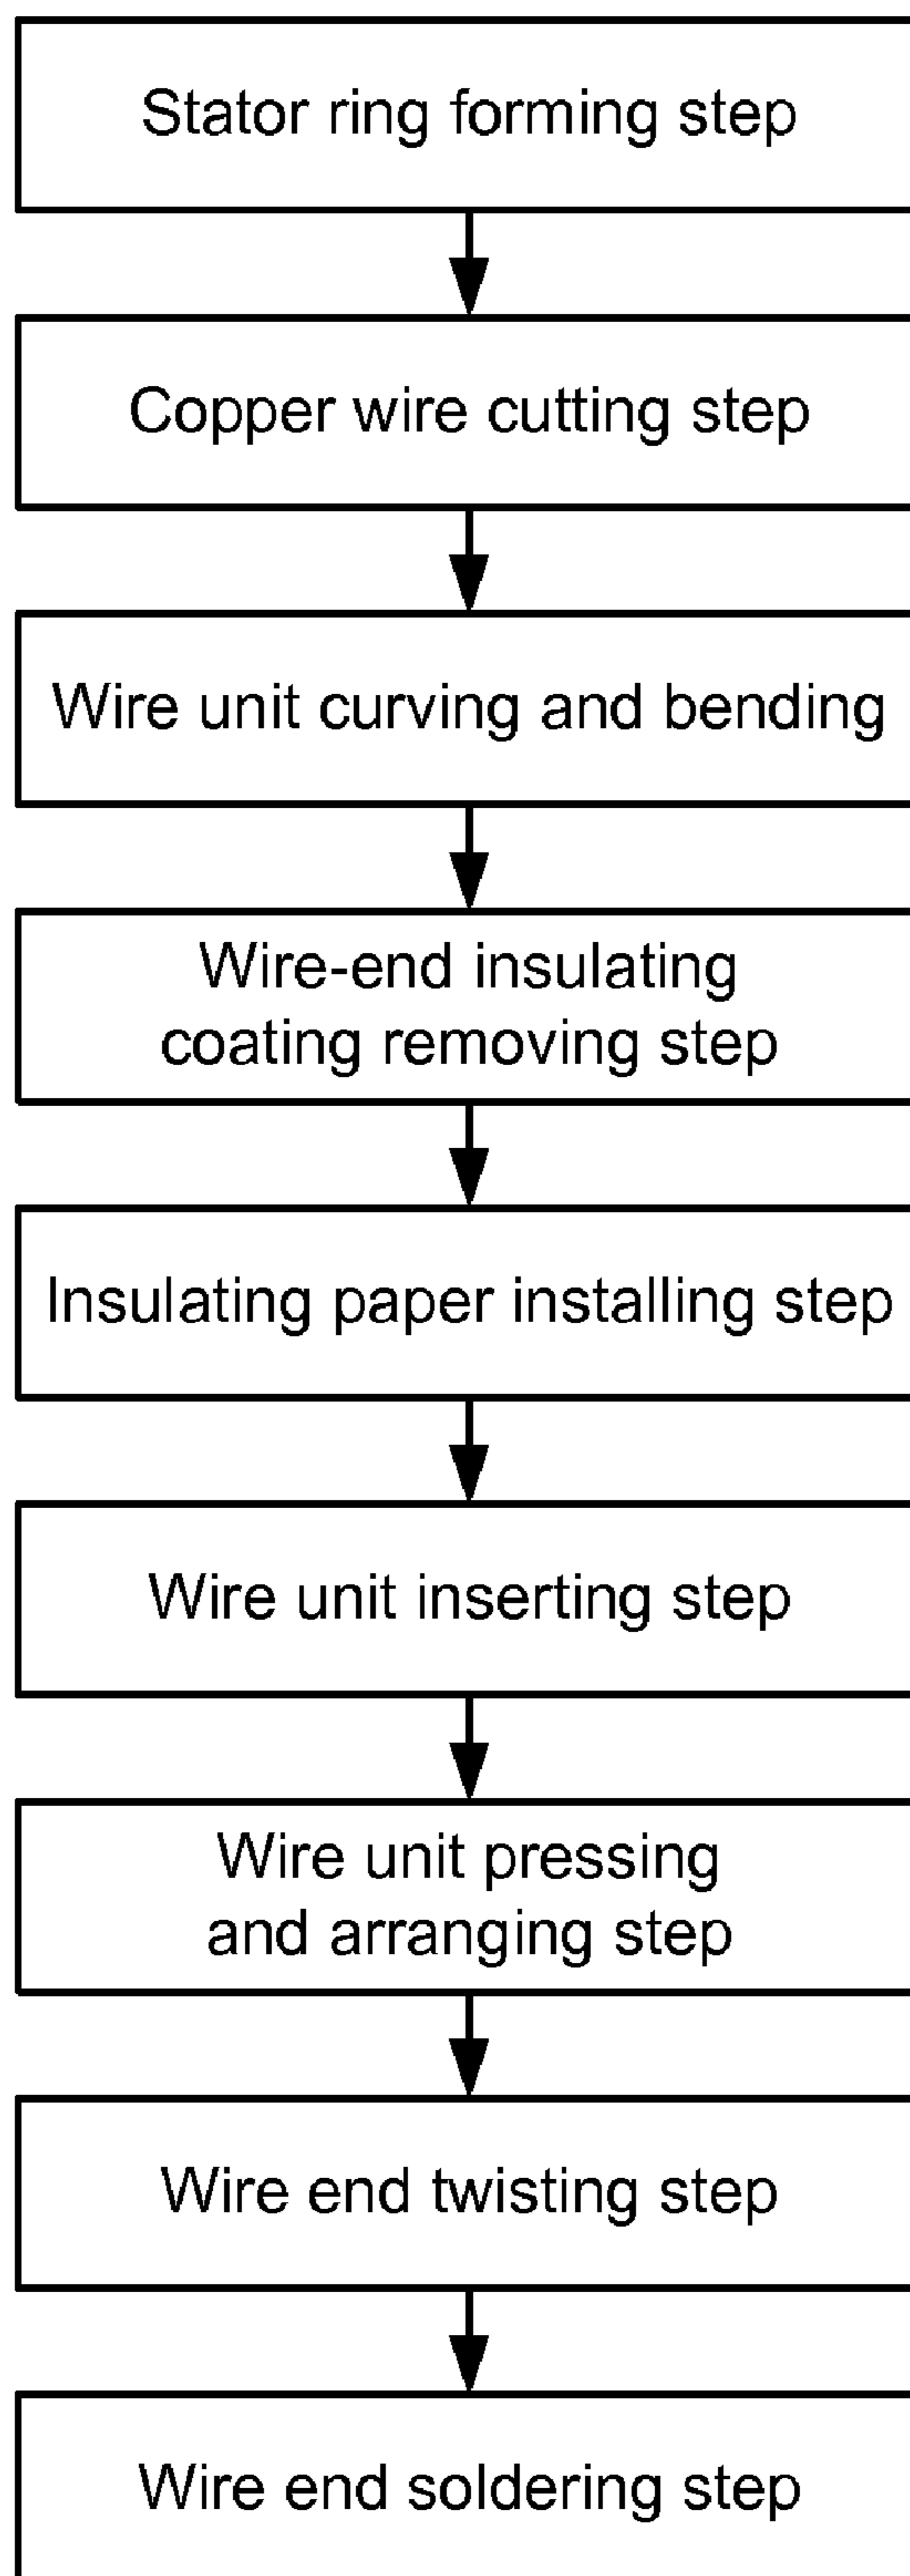 Stator ring forming step
Copper wire cutting step
Wire unit curving and bending
Wire-end insulating
coating removing step
Insulating paper installing step
Wire unit inserting step
Wire unit pressing
and arranging step
Wire end twisting step
Wire end soldering step